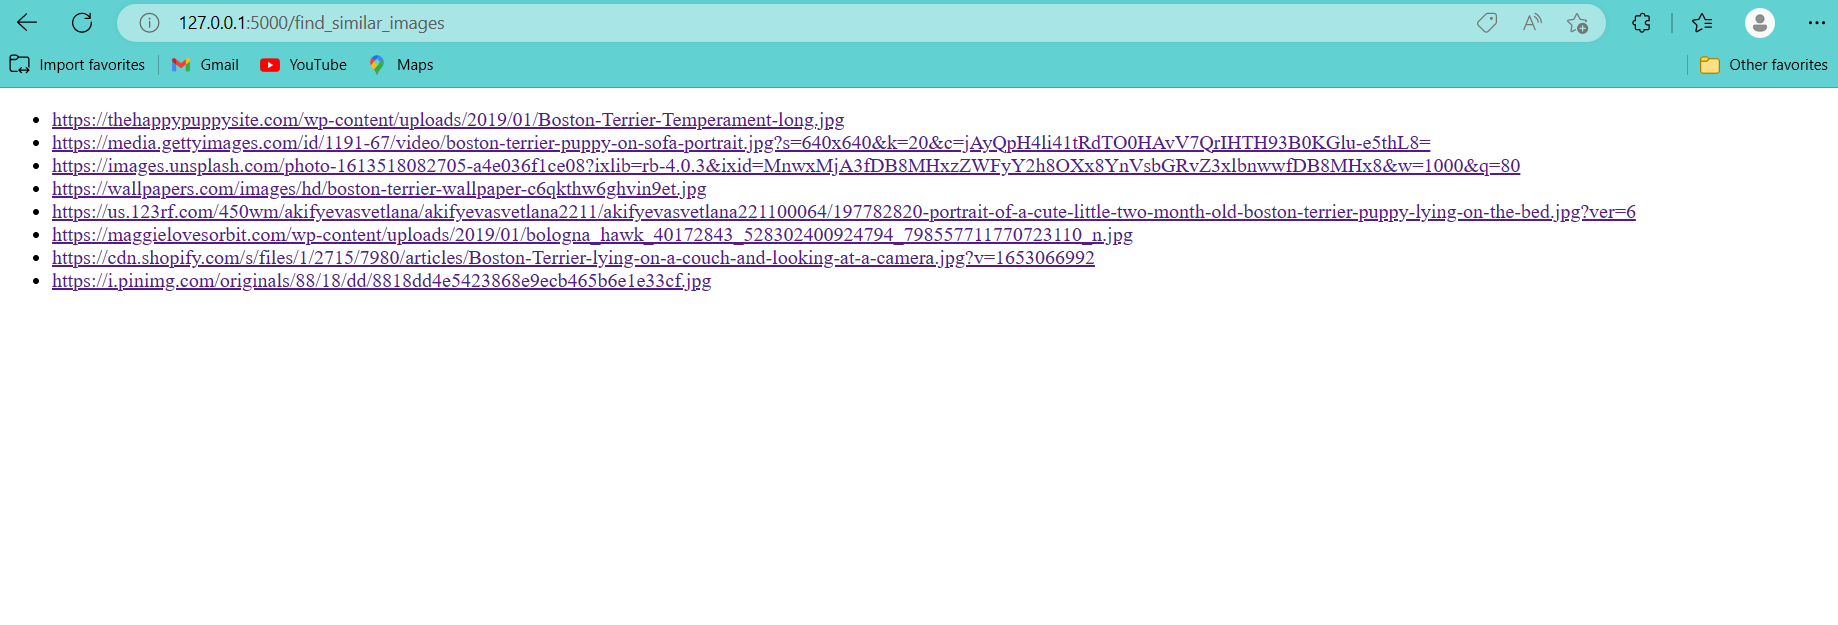 127.0.0.1:5000/find_similar_images
Import favorites Gmail YouTube Maps Other favorites
https://thehappypuppysite.com/wp-content/uploads/2019/01/Boston-Terrier-Temperament-long.jpg
https://media.gettyimages.com/id/1191-67/video/boston-terrier-puppy-on-sofa-portrait.jpg?s=640x640&k=20&c=jAyQpH4li41tRdTO0HAvV7QrIHTH93B0KGlu-e5thL8=
https://images.unsplash.com/photo-1613518082705-a4e036f1ce08?ixlib=rb-4.0.3&ixid=MnwxMjA3fDB8MHxzZWFyY2h8OXx8YnVsbGRvZ3xlbnwwfDB8MHx8&w=1000&q=80
https://wallpapers.com/images/hd/boston-terrier-wallpaper-c6qkthw6ghvin9et.jpg
https://us.123rf.com/450wm/akifyevasvetlana/akifyevasvetlana2211/akifyevasvetlana221100064/197782820-portrait-of-a-cute-little-two-month-old-boston-terrier-puppy-lying-on-the-bed.jpg?ver=6
https://maggielovesorbit.com/wp-content/uploads/2019/01/bologna_hawk_40172843_528302400924794_798557711770723110_n.jpg
https://cdn.shopify.com/s/files/1/2715/7980/articles/Boston-Terrier-lying-on-a-couch-and-looking-at-a-camera.jpg?v=1653066992
https://i.pinimg.com/originals/88/18/dd/8818dd4e5423868e9ecb465b6e1e33cf.jpg